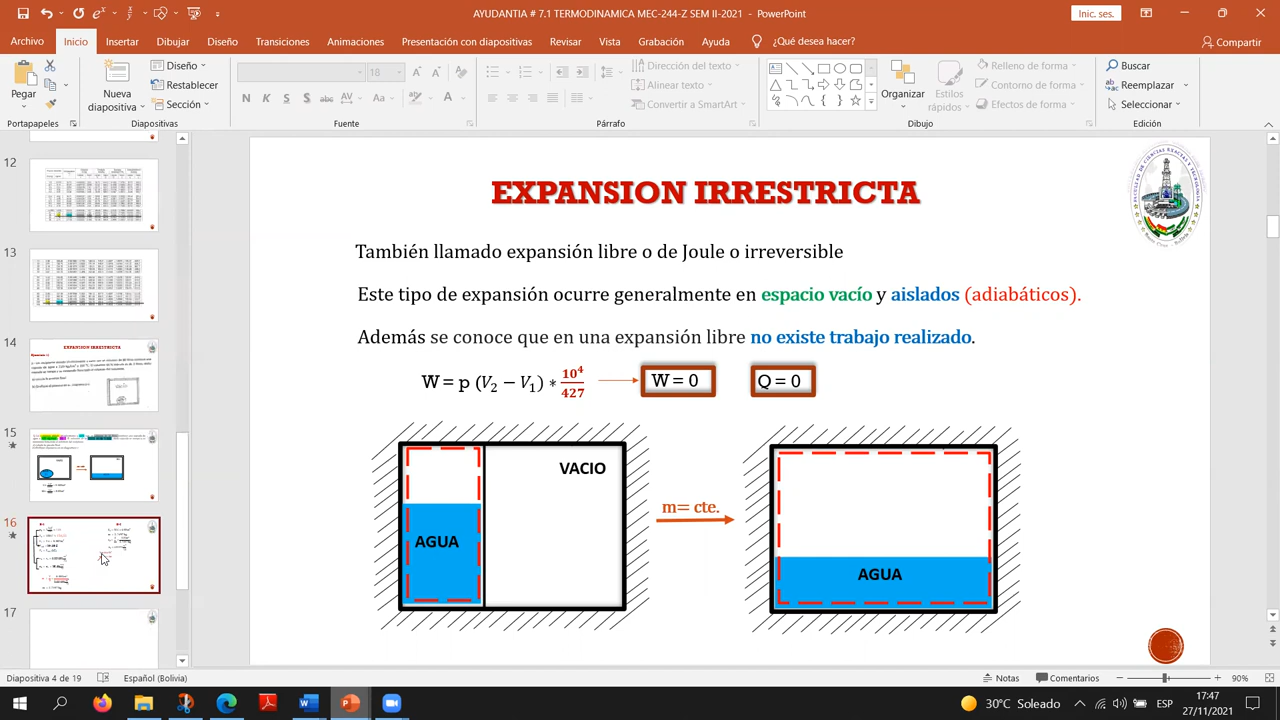 AYUDANTIA # 7.1 TERMODINAMICA MEC-244-Z SEM II-2021 - PowerPoint
Inic. ses.
Archivo Inicio Insertar Dibujar Diseño Transiciones Animaciones Presentación con diapositivas Revisar Vista Grabación Ayuda ¿Qué desea hacer? Compartir
Pegar
Nueva diapositiva
Diseño
Restablecer
Sección
18
N K S S abc AV Aa
Dirección del texto
Alinear texto
Convertir a SmartArt
Organizar
Estilos rápidos
Relleno de forma
Contorno de forma
Efectos de forma
Buscar
Reemplazar
Seleccionar
Portapapeles Diapositivas Fuente Párrafo Dibujo Edición
12
13
14
EXPANSION IRRESTRICTA
15
16
17
EXPANSION IRRESTRICTA
También llamado expansión libre o de Joule o irreversible
Este tipo de expansión ocurre generalmente en espacio vacío y aislados (adiabáticos).
Además se conoce que en una expansión libre no existe trabajo realizado.
W = p (V₂ − V₁) ∗ 10⁴/427 W = 0 Q = 0
VACIO
AGUA
m= cte.
AGUA
Diapositiva 4 de 19 Español (Bolivia) Notas Comentarios 90%
30°C Soleado ESP 17:47
27/11/2021